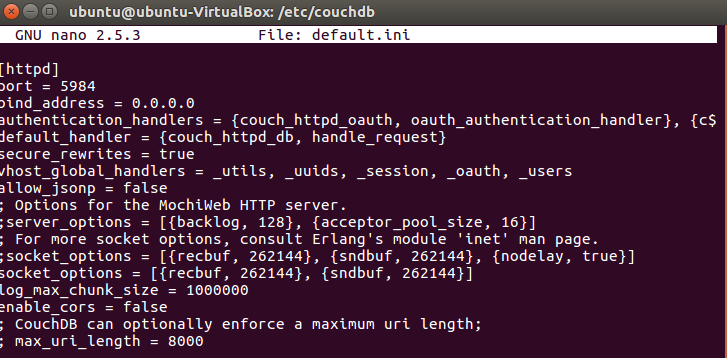 ubuntu@ubuntu-VirtualBox: /etc/couchdb
GNU nano 2.5.3 File: default.ini
[httpd]
port = 5984
bind_address = 0.0.0.0
authentication_handlers = {couch_httpd_oauth, oauth_authentication_handler}, {c$
default_handler = {couch_httpd_db, handle_request}
secure_rewrites = true
vhost_global_handlers = _utils, _uuids, _session, _oauth, _users
allow_jsonp = false
; Options for the MochiWeb HTTP server.
;server_options = [{backlog, 128}, {acceptor_pool_size, 16}]
; For more socket options, consult Erlang's module 'inet' man page.
;socket_options = [{recbuf, 262144}, {sndbuf, 262144}, {nodelay, true}]
socket_options = [{recbuf, 262144}, {sndbuf, 262144}]
log_max_chunk_size = 1000000
enable_cors = false
; CouchDB can optionally enforce a maximum uri length;
; max_uri_length = 8000